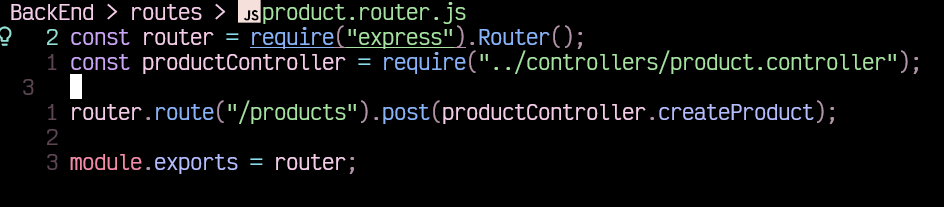 BackEnd > routes > JS product.router.js
2 const router = require("express").Router();
1 const productController = require("../controllers/product.controller");
3
1 router.route("/products").post(productController.createProduct);
2
3 module.exports = router;